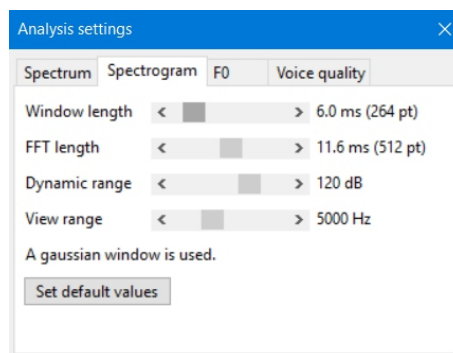 Analysis settings
Spectrum Spectrogram F0 Voice quality
Window length 6.0 ms (264 pt)
FFT length 11.6 ms (512 pt)
Dynamic range 120 dB
View range 5000 Hz
A gaussian window is used.
Set default values